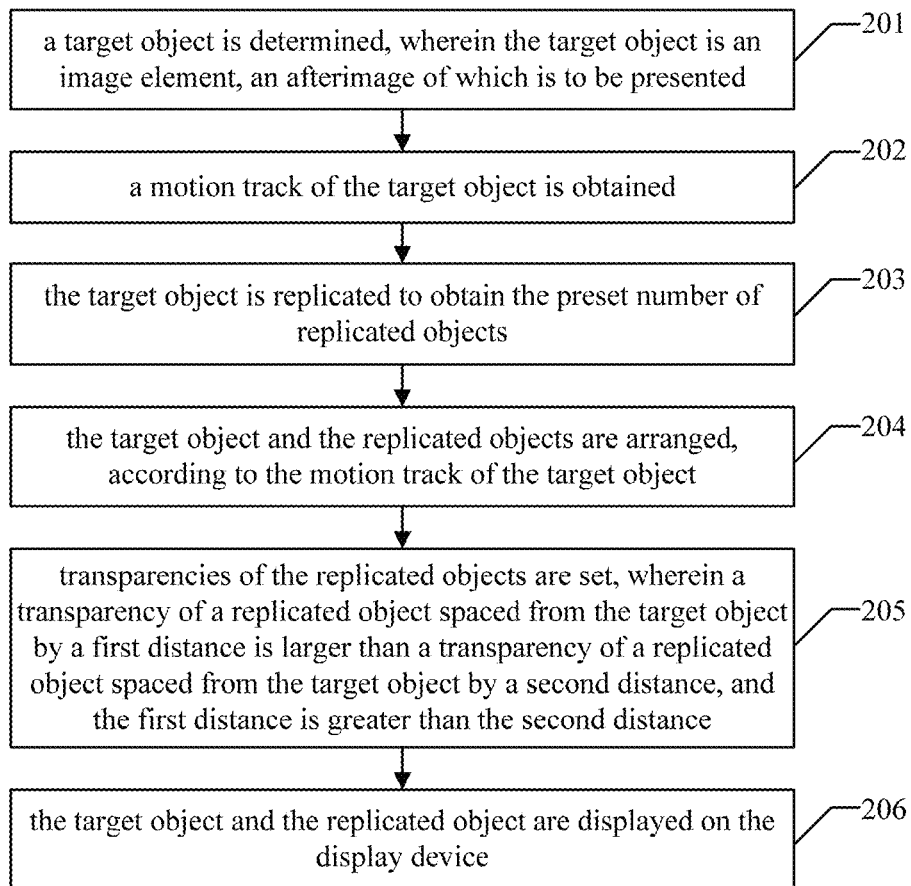 a target object is determined, wherein the target object is an
image element, an afterimage of which is to be presented
201
a motion track of the target object is obtained
202
the target object is replicated to obtain the preset number of
replicated objects
203
the target object and the replicated objects are arranged,
according to the motion track of the target object
204
transparencies of the replicated objects are set, wherein a
transparency of a replicated object spaced from the target object
by a first distance is larger than a transparency of a replicated
object spaced from the target object by a second distance, and
the first distance is greater than the second distance
205
the target object and the replicated object are displayed on the
display device
206